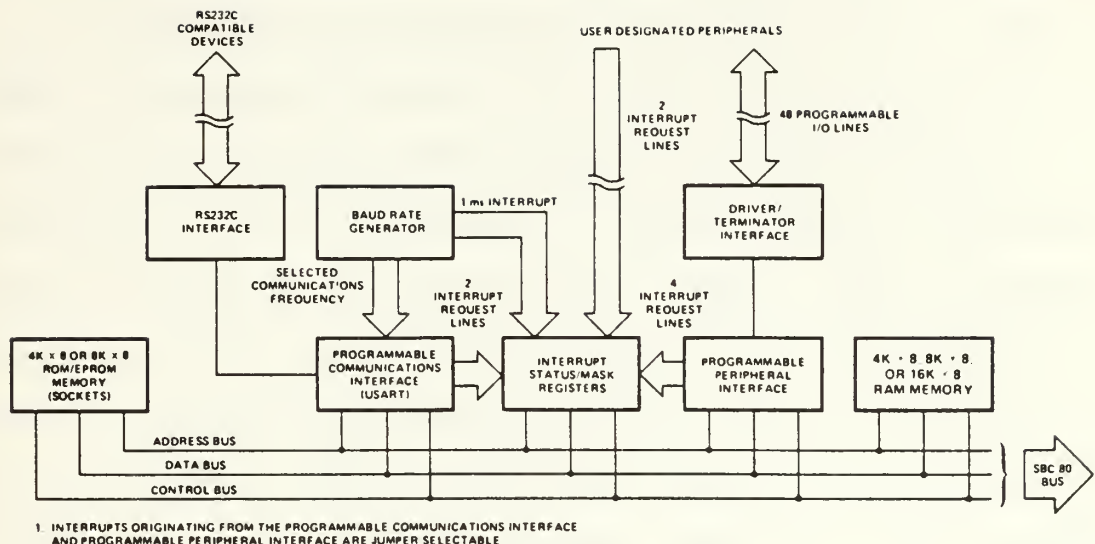 RS232C
COMPATIBLE
DEVICES
USER DESIGNATED PERIPHERALS
2
INTERRUPT
REQUEST
LINES
48 PROGRAMMABLE
I/O LINES
RS232C
INTERFACE
BAUD RATE
GENERATOR
1 ms INTERRUPT
DRIVER/
TERMINATOR
INTERFACE
SELECTED
COMMUNICATIONS
FREQUENCY
2
INTERRUPT
REQUEST
LINES
4
INTERRUPT
REQUEST
LINES
4K × 8 OR 8K × 8
ROM/EPROM
MEMORY
(SOCKETS)
PROGRAMMABLE
COMMUNICATIONS
INTERFACE
(USART)
INTERRUPT
STATUS/MASK
REGISTERS
PROGRAMMABLE
PERIPHERAL
INTERFACE
4K × 8, 8K × 8,
OR 16K × 8
RAM MEMORY
ADDRESS BUS
DATA BUS
CONTROL BUS
SBC 80
BUS
1. INTERRUPTS ORIGINATING FROM THE PROGRAMMABLE COMMUNICATIONS INTERFACE
AND PROGRAMMABLE PERIPHERAL INTERFACE ARE JUMPER SELECTABLE